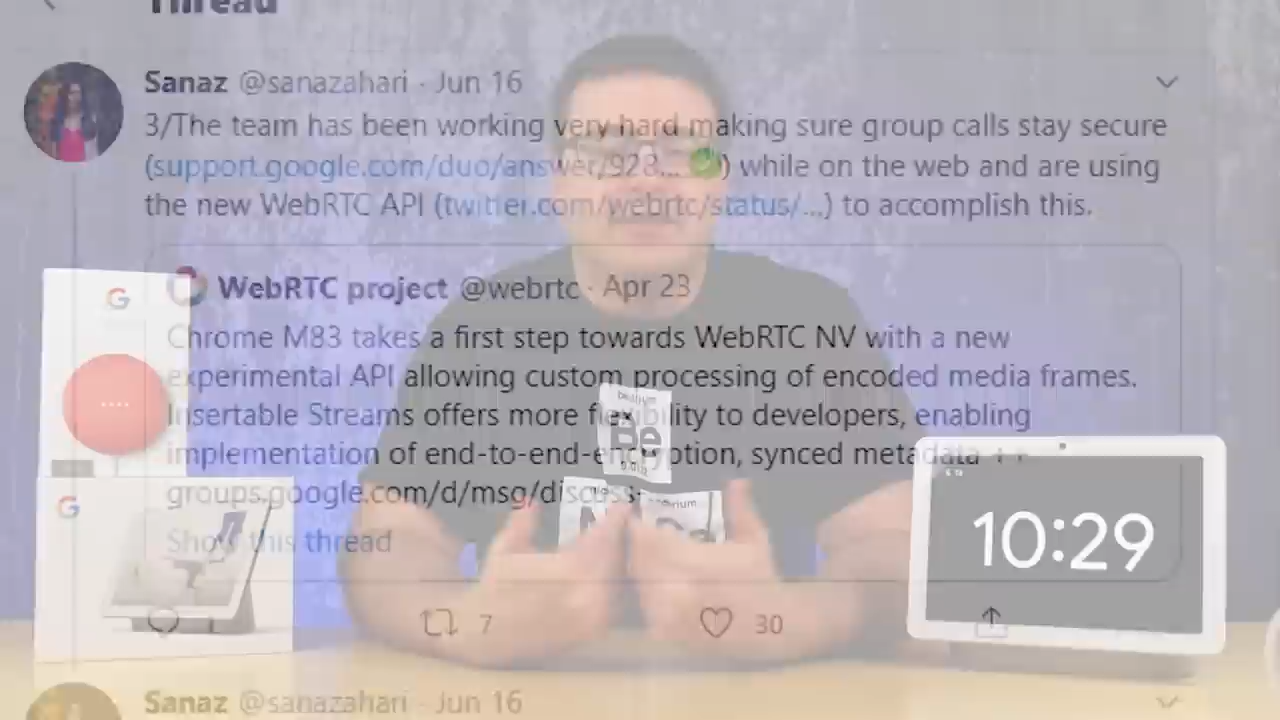 Thread
Sanaz @sanazahari · Jun 16
3/The team has been working very hard making sure group calls stay secure
(support.google.com/duo/answer/928... ) while on the web and are using
the new WebRTC API (twitter.com/webrtc/status/...) to accomplish this.
WebRTC project @webrtc · Apr 23
G
Chrome M83 takes a first step towards WebRTC NV with a new
experimental API allowing custom processing of encoded media frames.
Insertable Streams offers more flexibility to developers, enabling
Be
implementation of end-to-end-encryption, synced metadata ++
groups.google.com/d/msg/discuss-
G
10:29
Show this thread
7
30
Sanaz @sanazahari · Jun 16